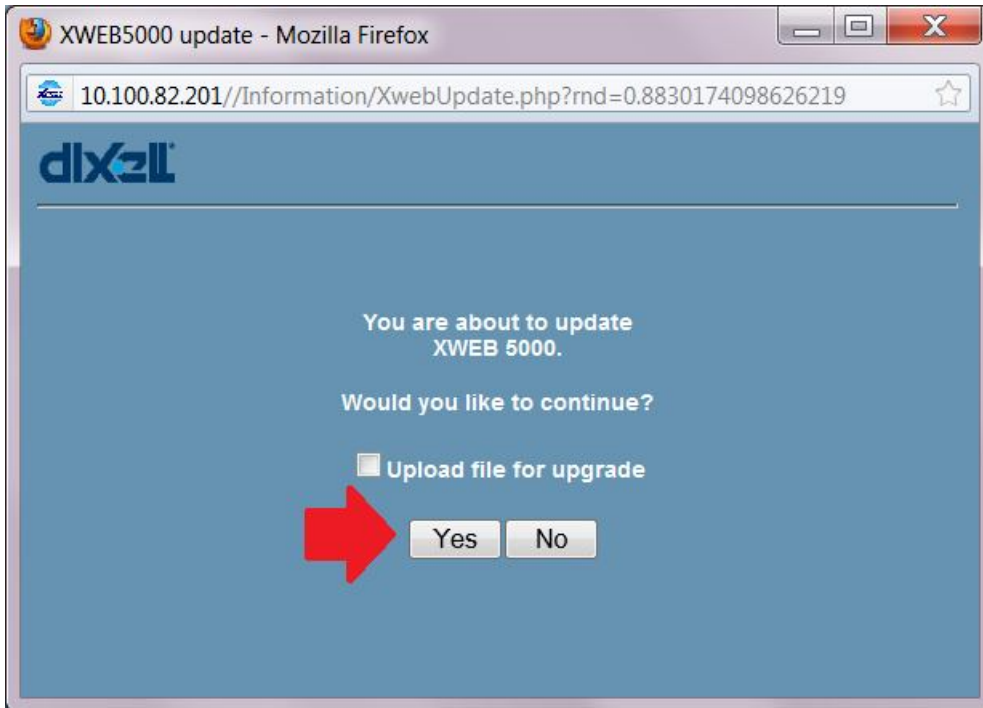 XWEB5000 update - Mozilla Firefox
10.100.82.201//Information/XwebUpdate.php?rnd=0.8830174098626219
dIXell
You are about to update
XWEB 5000.
Would you like to continue?
Upload file for upgrade
Yes No